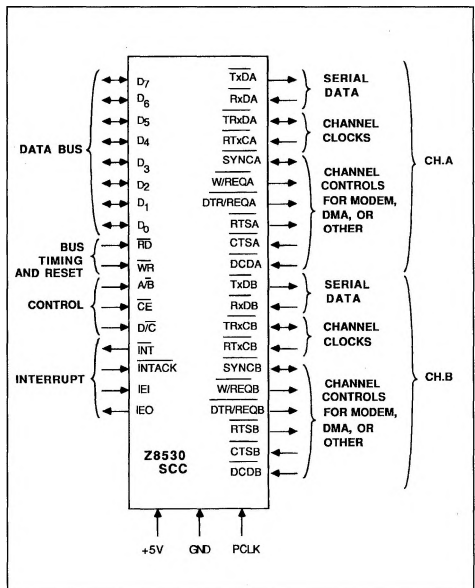 DATA BUS
BUS
TIMING
AND RESET
CONTROL
INTERRUPT
D7
D6
D5
D4
D3
D2
D1
D0
RD
WR
A/B
CE
D/C
INT
INTACK
IEI
IEO
Z8530
SCC
TxDA
RxDA
TRxDA
RTxCA
SYNCA
W/REQA
DTR/REQA
RTSA
CTSA
DCDA
TxDB
RxDB
TRxCB
RTxCB
SYNCB
W/REQB
DTR/REQB
RTSB
CTSB
DCDB
SERIAL
DATA
CHANNEL
CLOCKS
CHANNEL
CONTROLS
FOR MODEM,
DMA, OR
OTHER
CH.A
SERIAL
DATA
CHANNEL
CLOCKS
CHANNEL
CONTROLS
FOR MODEM,
DMA, OR
OTHER
CH.B
+5V GND PCLK